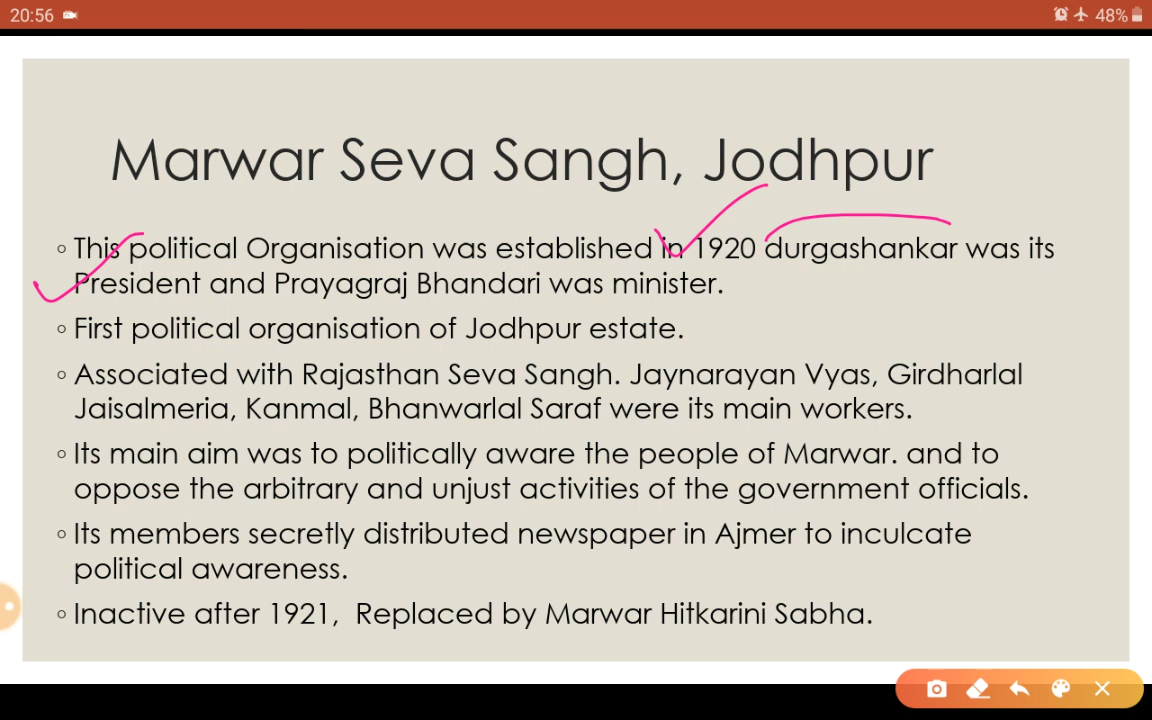 20:56
48%
Marwar Seva Sangh, Jodhpur
◦ This political Organisation was established in 1920 durgashankar was its
President and Prayagraj Bhandari was minister.
◦ First political organisation of Jodhpur estate.
◦ Associated with Rajasthan Seva Sangh. Jaynarayan Vyas, Girdharlal
Jaisalmeria, Kanmal, Bhanwarlal Saraf were its main workers.
◦ Its main aim was to politically aware the people of Marwar. and to
oppose the arbitrary and unjust activities of the government officials.
◦ Its members secretly distributed newspaper in Ajmer to inculcate
political awareness.
◦ Inactive after 1921, Replaced by Marwar Hitkarini Sabha.